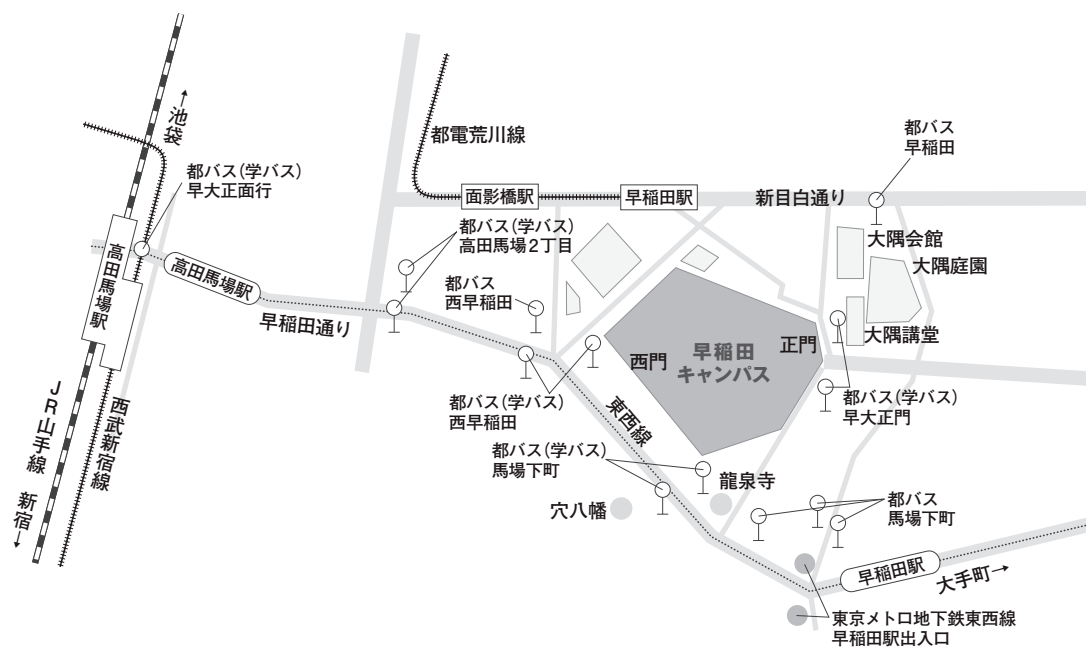 ←池袋
都電荒川線
都バス
早稲田
都バス(学バス)
早大正面行
面影橋駅
早稲田駅
新目白通り
都バス(学バス)
高田馬場2丁目
大隈会館
大隈庭園
高田馬場駅
高田馬場駅
都バス
西早稲田
早稲田通り
大隈講堂
西門
早稲田
キャンパス
正門
都バス(学バス)
西早稲田
東西線
都バス(学バス)
早大正門
JR山手線
新宿→
西武新宿線
都バス(学バス)
馬場下町
龍泉寺
穴八幡
都バス
馬場下町
早稲田駅
大手町→
東京メトロ地下鉄東西線
早稲田駅出入口